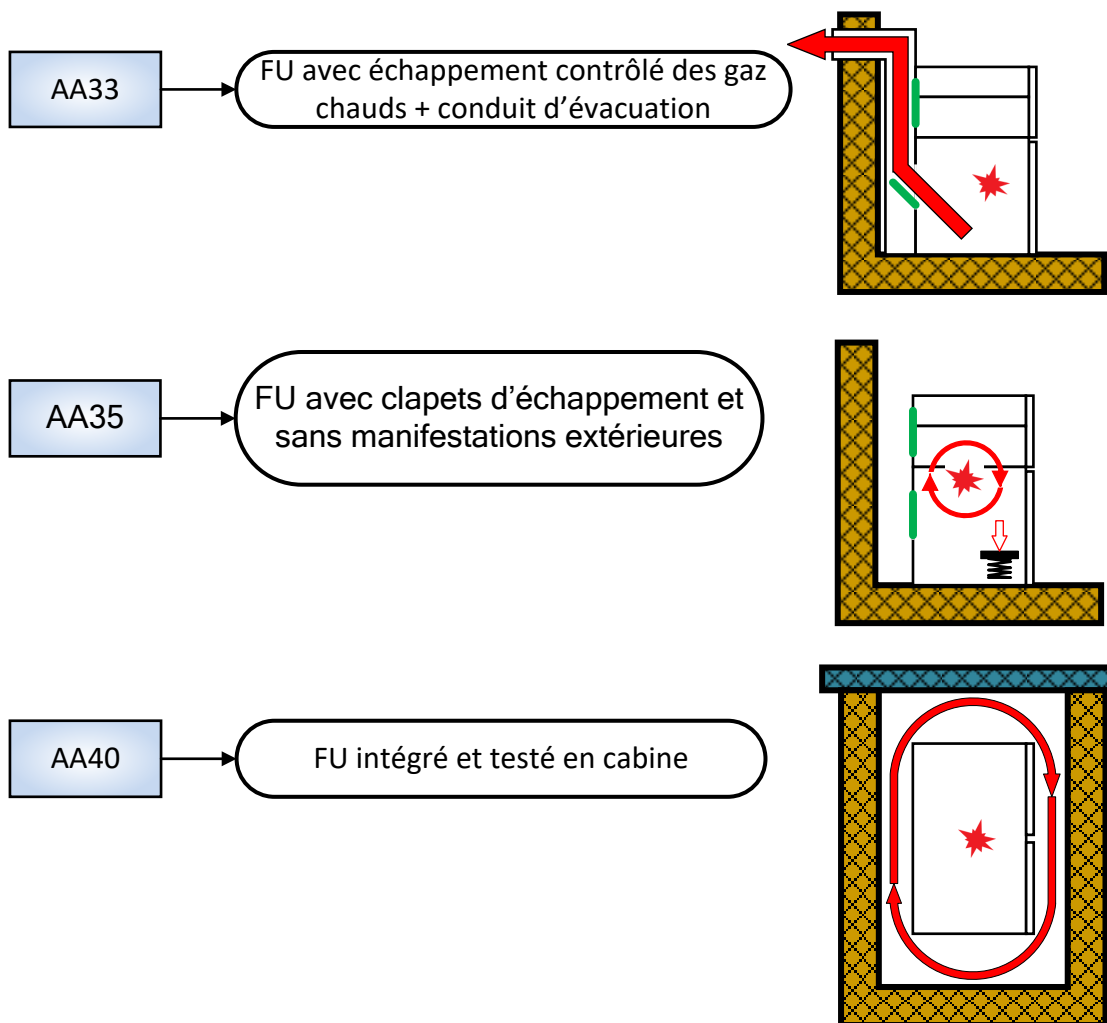 AA33
FU avec échappement contrôlé des gaz
chauds + conduit d’évacuation
AA35
FU avec clapets d’échappement et
sans manifestations extérieures
AA40
FU intégré et testé en cabine